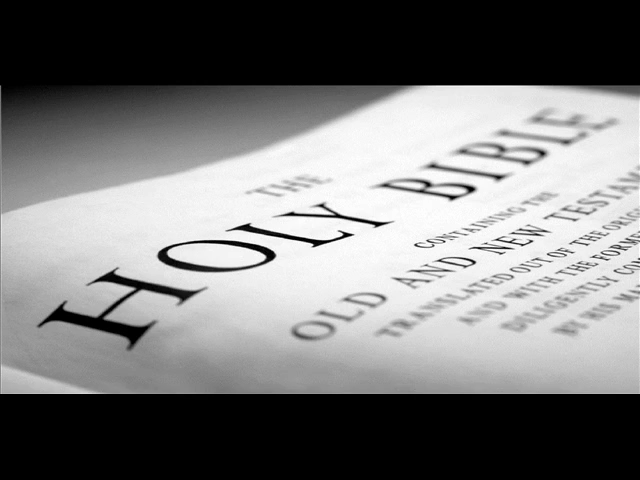 THE
HOLY BIBLE
CONTAINING THE
OLD AND NEW TESTAM
TRANSLATED OUT OF THE ORIG
AND WITH THE FORME
DILIGENTLY CO
BY HIS MA